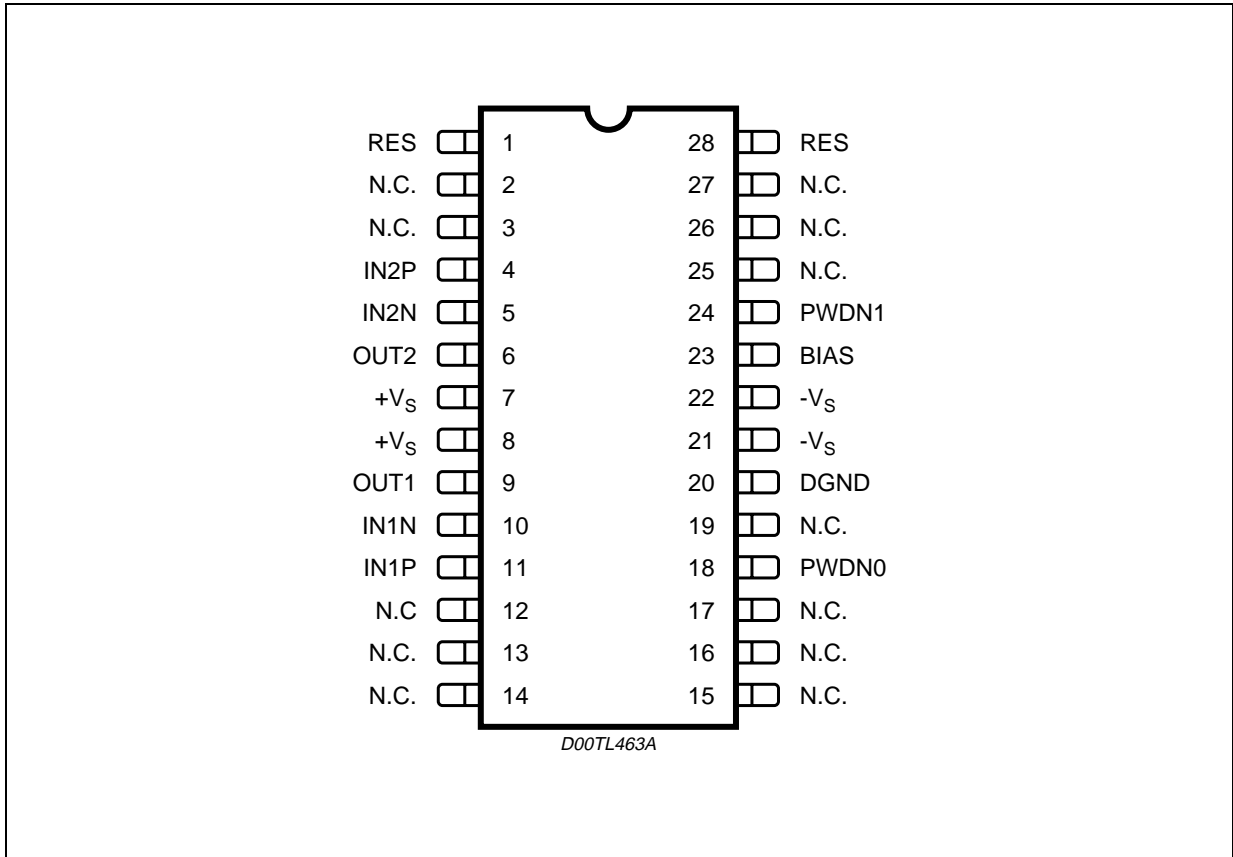 RES 1 28 RES
N.C. 2 27 N.C.
N.C. 3 26 N.C.
IN2P 4 25 N.C.
IN2N 5 24 PWDN1
OUT2 6 23 BIAS
+VS 7 22 -VS
+VS 8 21 -VS
OUT1 9 20 DGND
IN1N 10 19 N.C.
IN1P 11 18 PWDN0
N.C 12 17 N.C.
N.C. 13 16 N.C.
N.C. 14 15 N.C.
D00TL463A